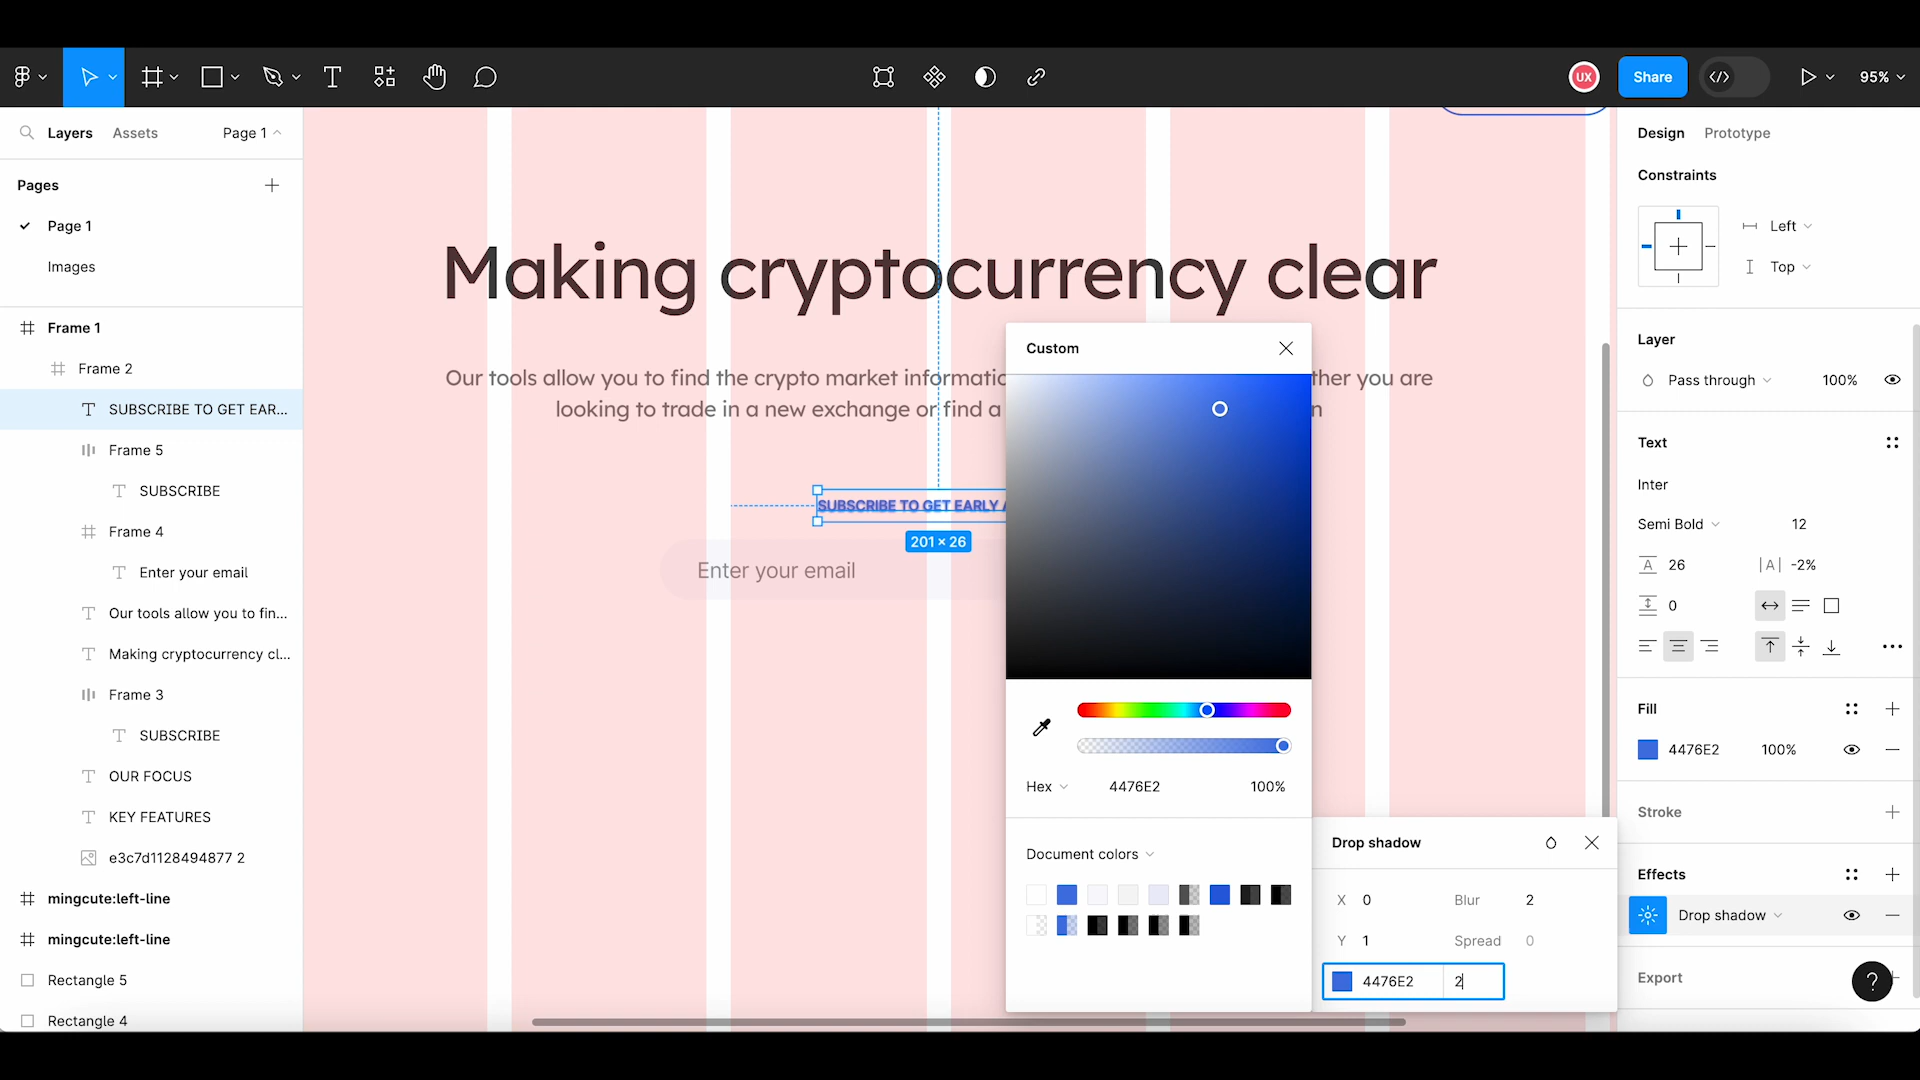 UX
Share
95%
Layers
Assets
Page 1
Pages
Page 1
Images
Frame 1
Frame 2
SUBSCRIBE TO GET EAR...
Frame 5
SUBSCRIBE
Frame 4
Enter your email
Our tools allow you to fin...
Making cryptocurrency cl...
Frame 3
SUBSCRIBE
OUR FOCUS
KEY FEATURES
e3c7d1128494877 2
mingcute:left-line
mingcute:left-line
Rectangle 5
Rectangle 4
Making cryptocurrency clear
Our tools allow you to find the crypto market you are
looking to trade in a new exchange or find a
SUBSCRIBE TO GET EARLY
201 × 26
Enter your email
Custom
Hex
4476E2
100%
Document colors
Drop shadow
X 0
Blur 2
Y 1
Spread 0
4476E2
2
Design
Prototype
Constraints
Left
Top
Layer
Pass through
100%
Text
Inter
Semi Bold
12
A 26
|A| -2%
0
Fill
4476E2
100%
Stroke
Effects
Drop shadow
Export
?